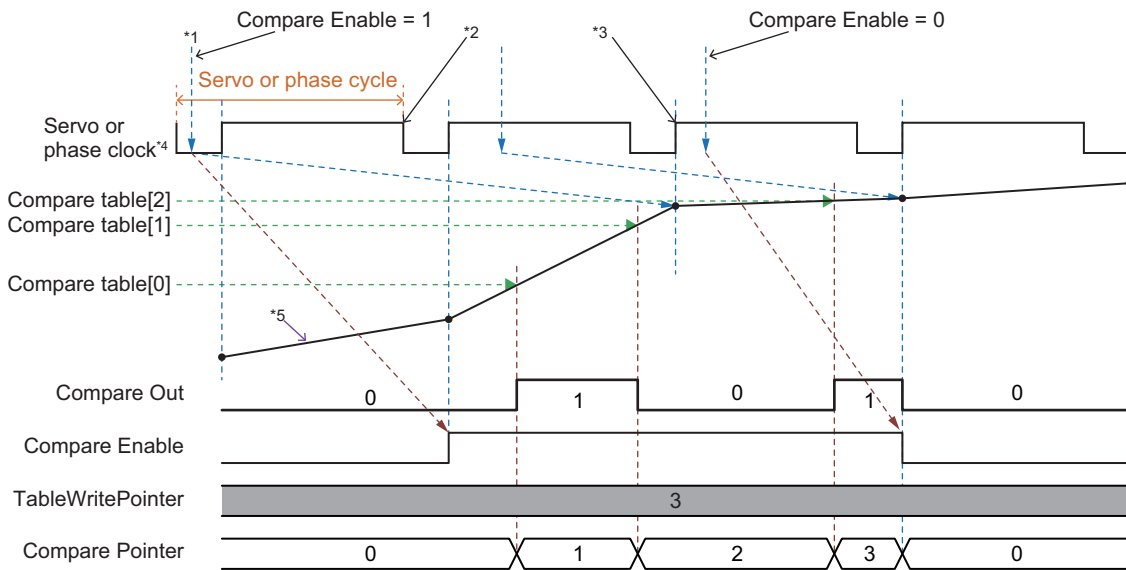 Compare Enable = 1
Compare Enable = 0
*1
*2
*3
Servo or phase cycle
Servo or
phase clock*4
Compare table[2]
Compare table[1]
Compare table[0]
*5
Compare Out
0
1
0
1
0
Compare Enable
TableWritePointer
3
Compare Pointer
0
1
2
3
0